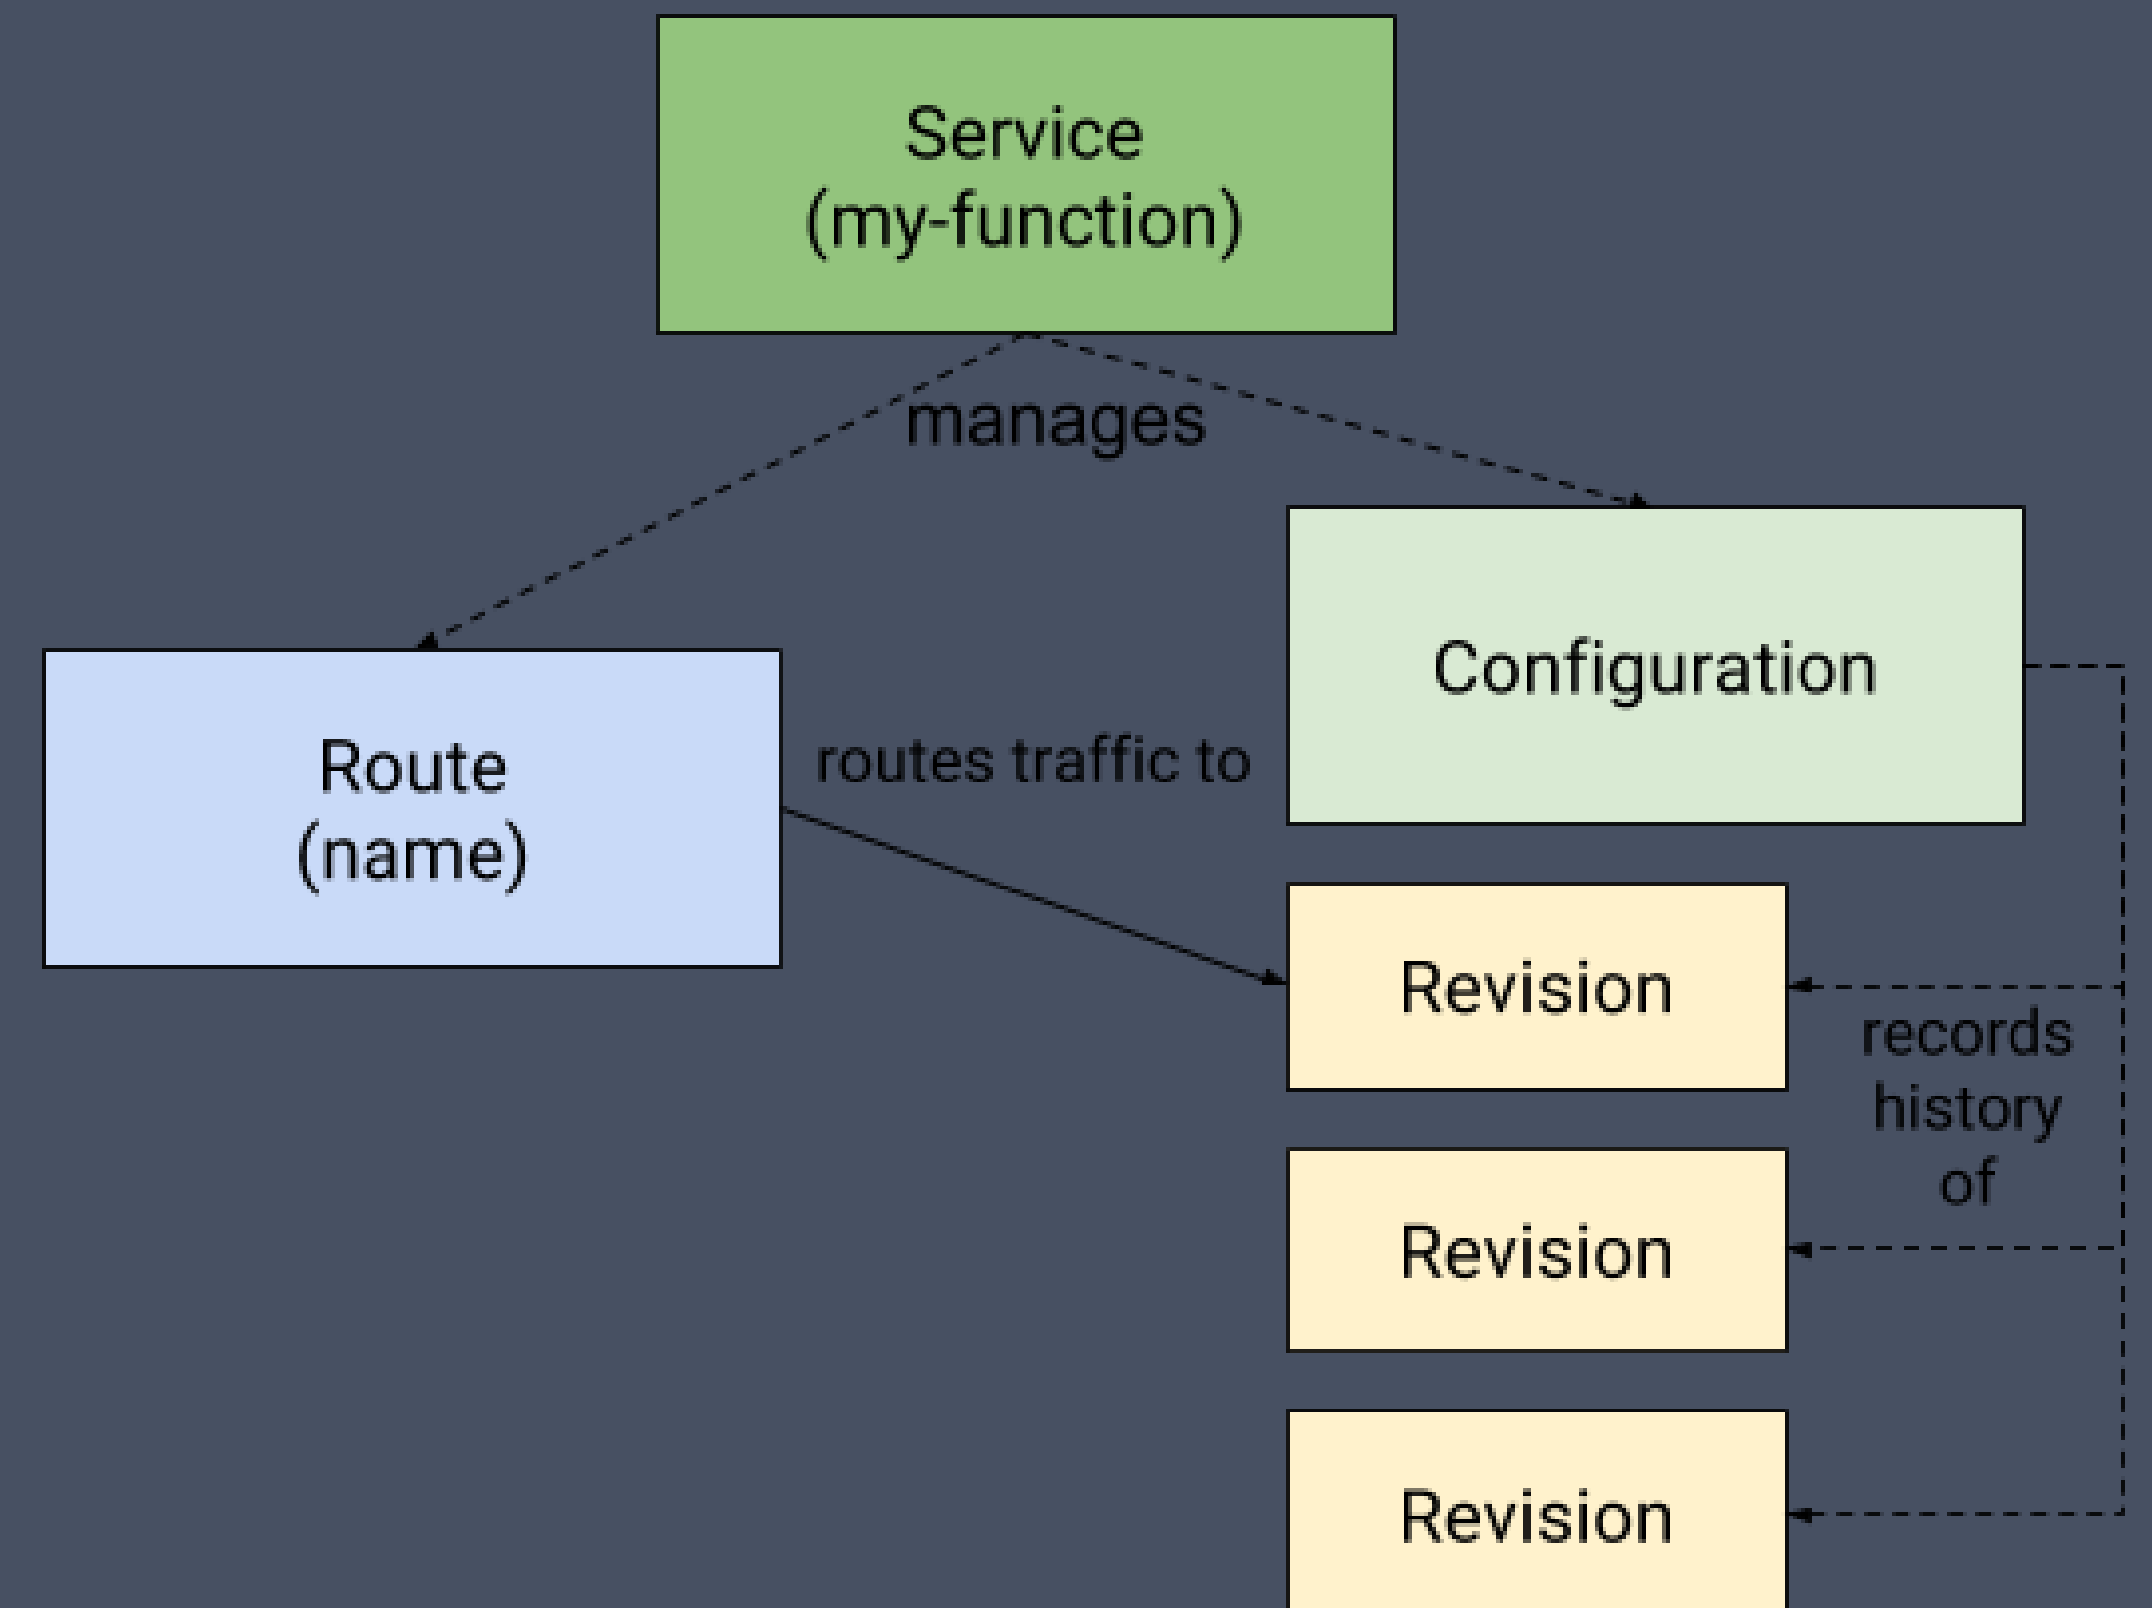 Service
(my-function)
manages
Configuration
routes traffic to
Route
(name)
Revision
records
history
of
Revision
Revision